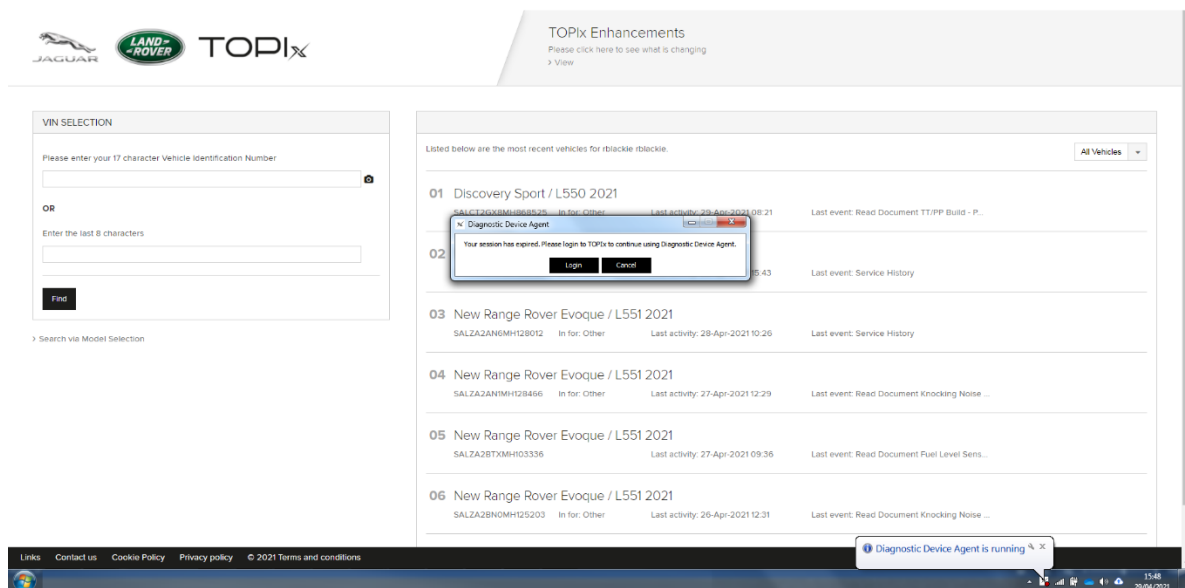 JAGUAR
LAND-
-ROVER
TOPIx
TOPIx Enhancements
Please click here to see what is changing
> View
VIN SELECTION
Please enter your 17 character Vehicle Identification Number
OR
Enter the last 8 characters
Find
> Search via Model Selection
Listed below are the most recent vehicles for rblackie rblackie.
All Vehicles
01 Discovery Sport / L550 2021
SALCT2GX8MH868525 In for: Other Last activity: 29-Apr-2021 08:21 Last event: Read Document TT/PP Build - P...
Diagnostic Device Agent
Your session has expired. Please login to TOPIx to continue using Diagnostic Device Agent.
Login Cancel
02
15:43 Last event: Service History
03 New Range Rover Evoque / L551 2021
SALZA2AN6MH128012 In for: Other Last activity: 28-Apr-2021 10:26 Last event: Service History
04 New Range Rover Evoque / L551 2021
SALZA2AN1MH128466 In for: Other Last activity: 27-Apr-2021 12:29 Last event: Read Document Knocking Noise ...
05 New Range Rover Evoque / L551 2021
SALZA2BTXMH103336 Last activity: 27-Apr-2021 09:36 Last event: Read Document Fuel Level Sens...
06 New Range Rover Evoque / L551 2021
SALZA2BN0MH125203 In for: Other Last activity: 26-Apr-2021 12:31 Last event: Read Document Knocking Noise ...
Diagnostic Device Agent is running
Links Contact us Cookie Policy Privacy policy © 2021 Terms and conditions
15:48
29/04/2021